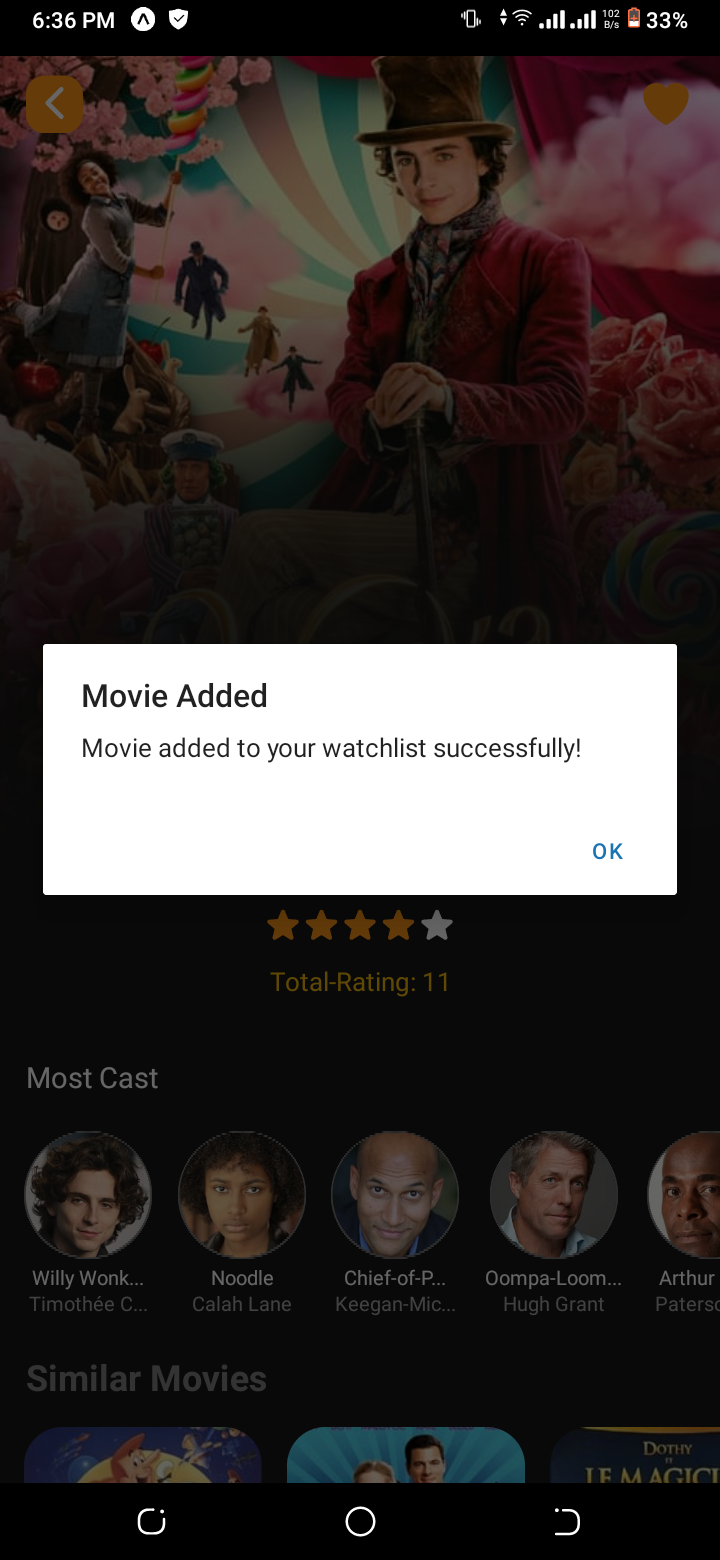 6:36 PM
102
B/s
33%
Movie Added
Movie added to your watchlist successfully!
OK
Total-Rating: 11
Most Cast
Willy Wonk...
Noodle
Chief-of-P...
Oompa-Loom...
Arthur
Timothée C...
Calah Lane
Keegan-Mic...
Hugh Grant
Paterso
Similar Movies
DOTHY
ET
LE MAGICI